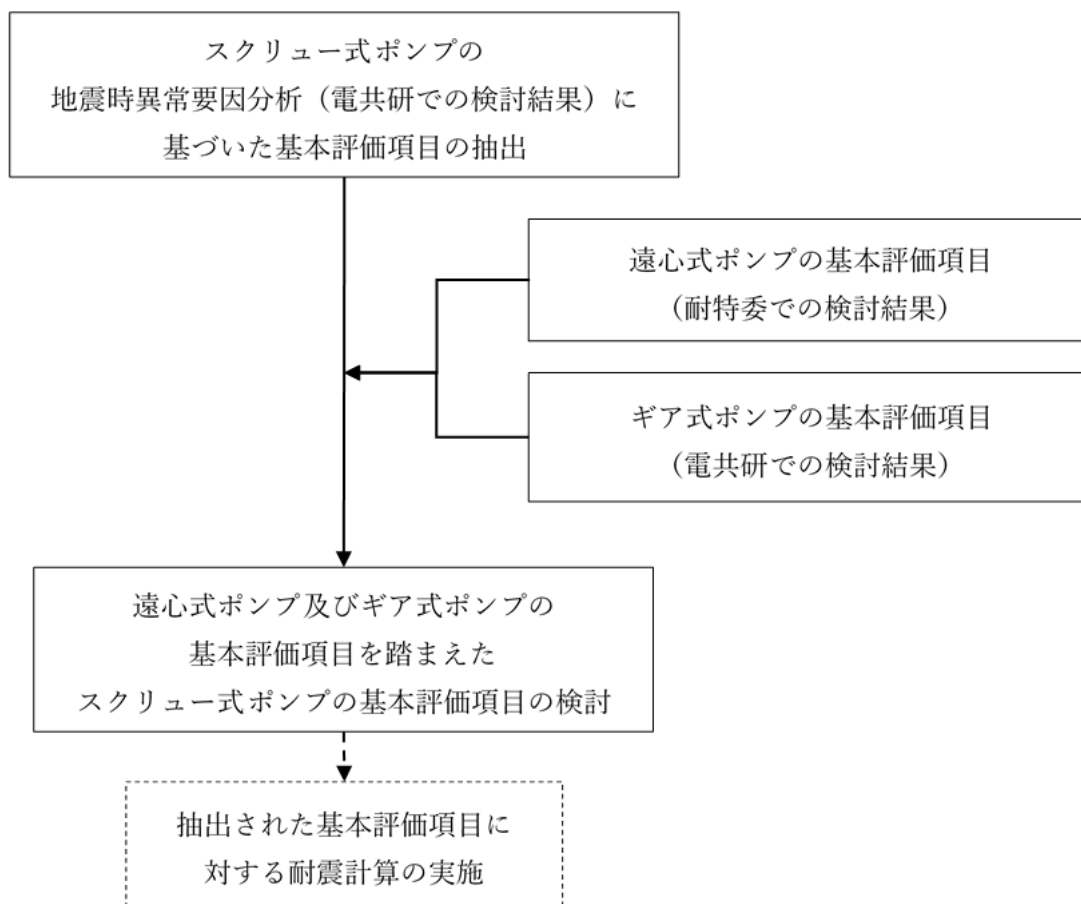 スクリュー式ポンプの
地震時異常要因分析（電共研での検討結果）に
基づいた基本評価項目の抽出
遠心式ポンプの基本評価項目
（耐特委での検討結果）
ギア式ポンプの基本評価項目
（電共研での検討結果）
遠心式ポンプ及びギア式ポンプの
基本評価項目を踏まえた
スクリュー式ポンプの基本評価項目の検討
抽出された基本評価項目に
対する耐震計算の実施